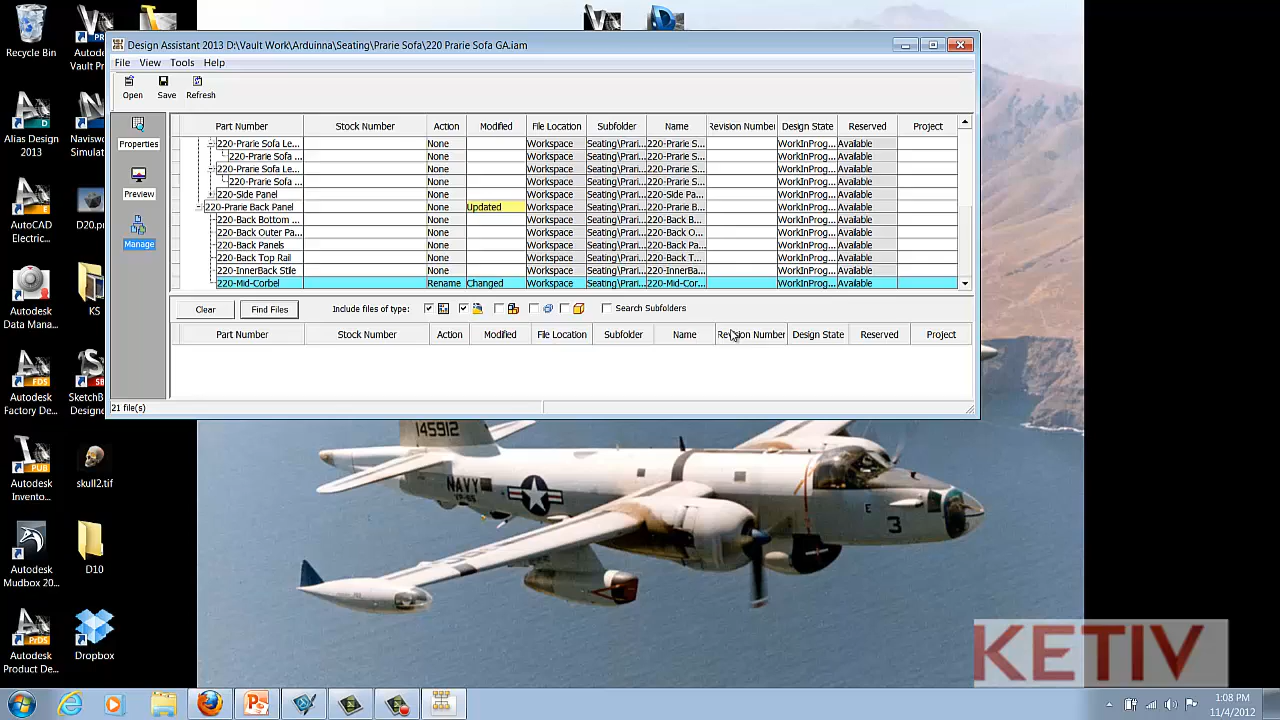 Recycle Bin
Autode...
Vault Pr...
Design Assistant 2013 D:\Vault Work\Arduinna\Seating\Prarie Sofa\220 Prarie Sofa GA.iam
File View Tools Help
Open Save Refresh
Properties
Preview
Manage
Part Number Stock Number Action Modified File Location Subfolder Name Revision Number Design State Reserved Project
220-Prarie Sofa Le... None Workspace Seating\Prari... 220-Prarie S... WorkInProg... Available
220-Prarie Sofa ... None Workspace Seating\Prari... 220-Prarie S... WorkInProg... Available
220-Prarie Sofa Le... None Workspace Seating\Prari... 220-Prarie S... WorkInProg... Available
220-Prarie Sofa ... None Workspace Seating\Prari... 220-Prarie S... WorkInProg... Available
220-Side Panel None Workspace Seating\Prari... 220-Side Pa... WorkInProg... Available
220-Prarie Back Panel None Updated Workspace Seating\Prari... 220-Prarie B... WorkInProg... Available
220-Back Bottom ... None Workspace Seating\Prari... 220-Back B... WorkInProg... Available
220-Back Outer Pa... None Workspace Seating\Prari... 220-Back O... WorkInProg... Available
220-Back Panels None Workspace Seating\Prari... 220-Back Pa... WorkInProg... Available
220-Back Top Rail None Workspace Seating\Prari... 220-Back T... WorkInProg... Available
220-InnerBack Stile None Workspace Seating\Prari... 220-InnerBa... WorkInProg... Available
220-Mid-Corbel Rename Changed Workspace Seating\Prari... 220-Mid-Cor... WorkInProg... Available
Clear Find Files Include files of type: Search Subfolders
Part Number Stock Number Action Modified File Location Subfolder Name Revision Number Design State Reserved Project
21 file(s)
Alias Design
2013
Naviswo...
Simulat...
AutoCAD
Electric...
D20.pr...
Autodesk
Data Mana...
KS
Autodesk
Factory De...
SketchB...
Designe...
Autodesk
Invento...
skull2.tif
Autodesk
Mudbox 20...
D10
Autodesk
Product De...
Dropbox
145912
NAVY
E
3
KETIV
1:08 PM
11/4/2012